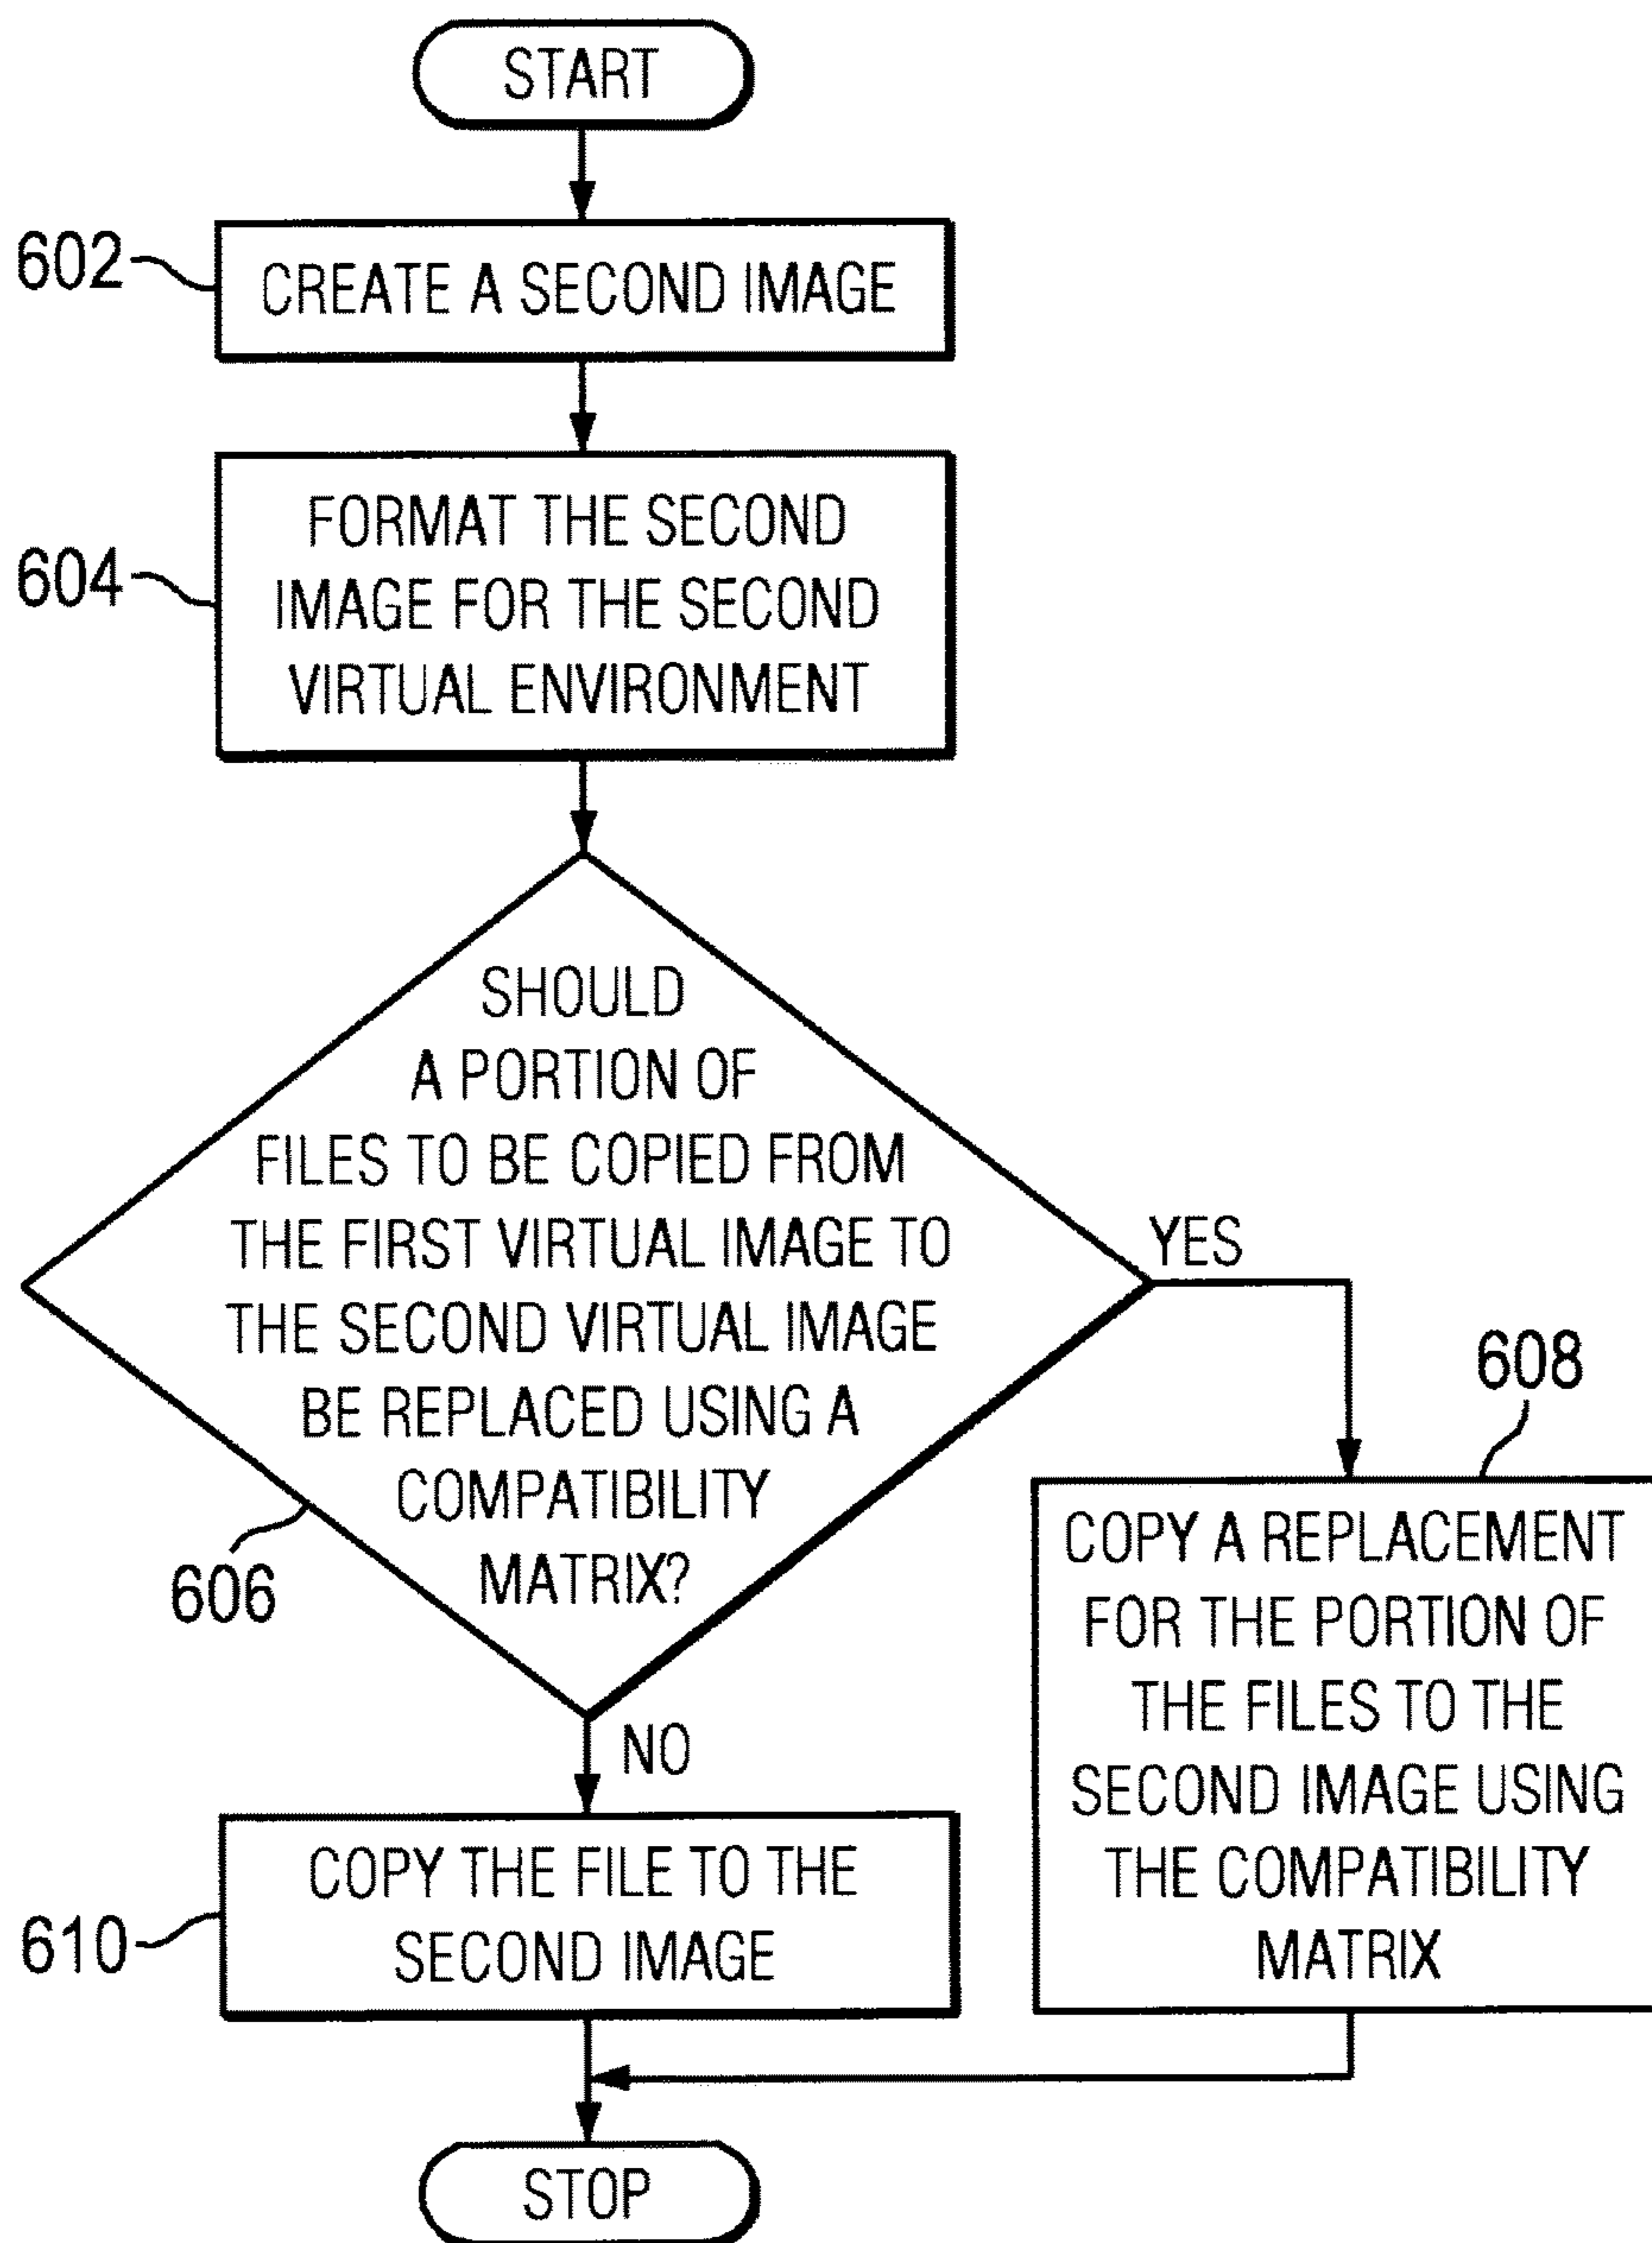 START
602
CREATE A SECOND IMAGE
604
FORMAT THE SECOND
IMAGE FOR THE SECOND
VIRTUAL ENVIRONMENT
SHOULD
A PORTION OF
FILES TO BE COPIED FROM
THE FIRST VIRTUAL IMAGE TO
THE SECOND VIRTUAL IMAGE
BE REPLACED USING A
COMPATIBILITY
MATRIX?
606
YES
608
COPY A REPLACEMENT
FOR THE PORTION OF
THE FILES TO THE
SECOND IMAGE USING
THE COMPATIBILITY
MATRIX
NO
610
COPY THE FILE TO THE
SECOND IMAGE
STOP